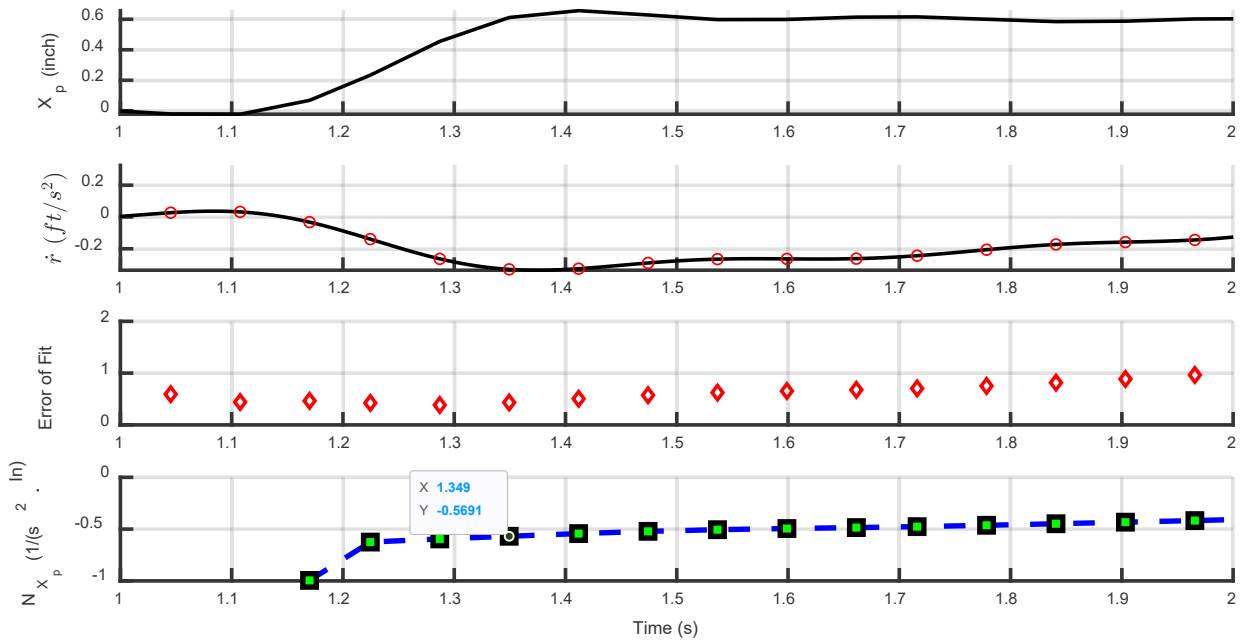 X_p (inch)
0.6
0.4
0.2
0
1 1.1 1.2 1.3 1.4 1.5 1.6 1.7 1.8 1.9 2
ṙ (ft/s²)
0.2
0
-0.2
1 1.1 1.2 1.3 1.4 1.5 1.6 1.7 1.8 1.9 2
Error of Fit
2
1
0
1 1.1 1.2 1.3 1.4 1.5 1.6 1.7 1.8 1.9 2
N_X_p (1/(s² . In)
0
-0.5
-1
X 1.349
Y -0.5691
1 1.1 1.2 1.3 1.4 1.5 1.6 1.7 1.8 1.9 2
Time (s)